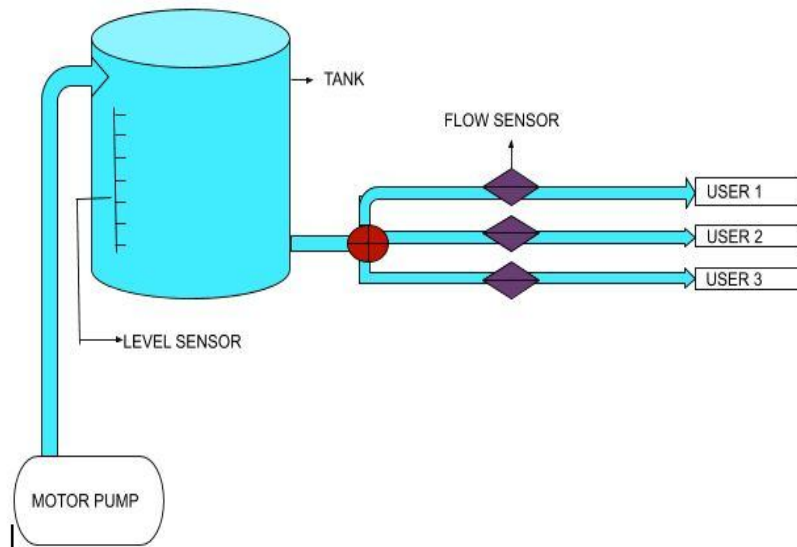 TANK
FLOW SENSOR
USER 1
USER 2
USER 3
LEVEL SENSOR
MOTOR PUMP